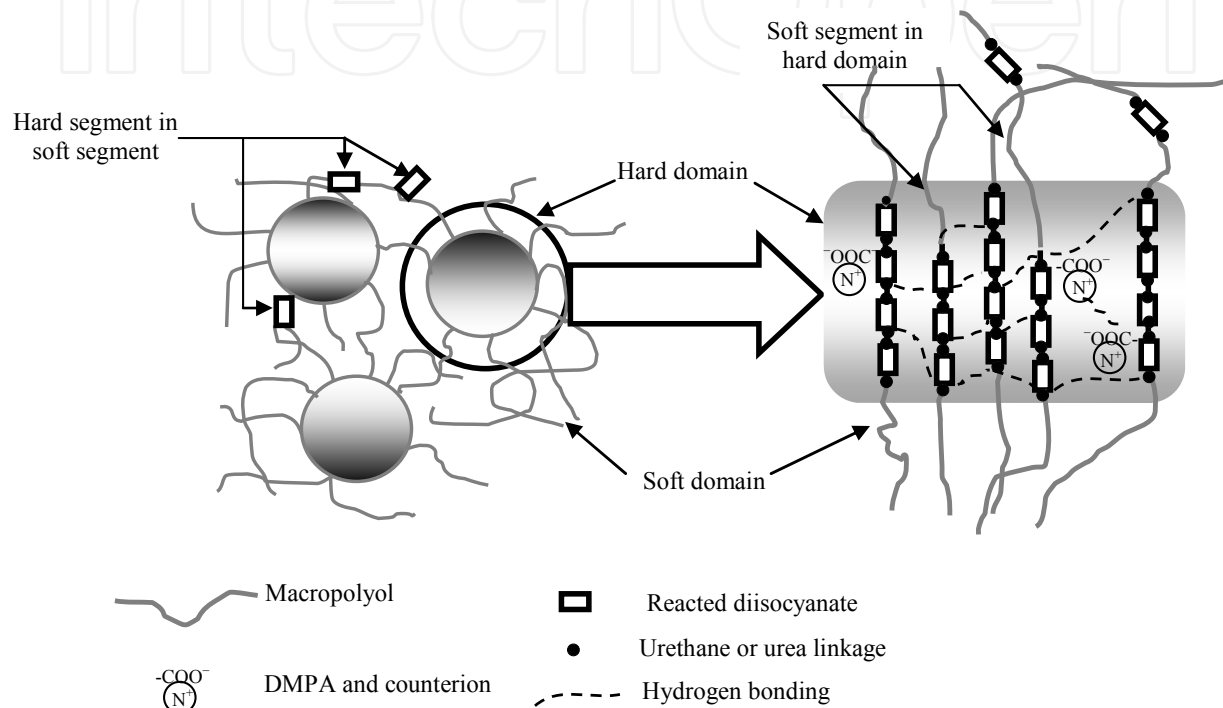 IntechOpen
Soft segment in
hard domain
Hard segment in
soft segment
Hard domain
⁻OOC-
N⁺
-COO⁻
N⁺
⁻OOC-
N⁺
Soft domain
Macropolyol
Reacted diisocyanate
Urethane or urea linkage
-COO⁻
N⁺
DMPA and counterion
Hydrogen bonding